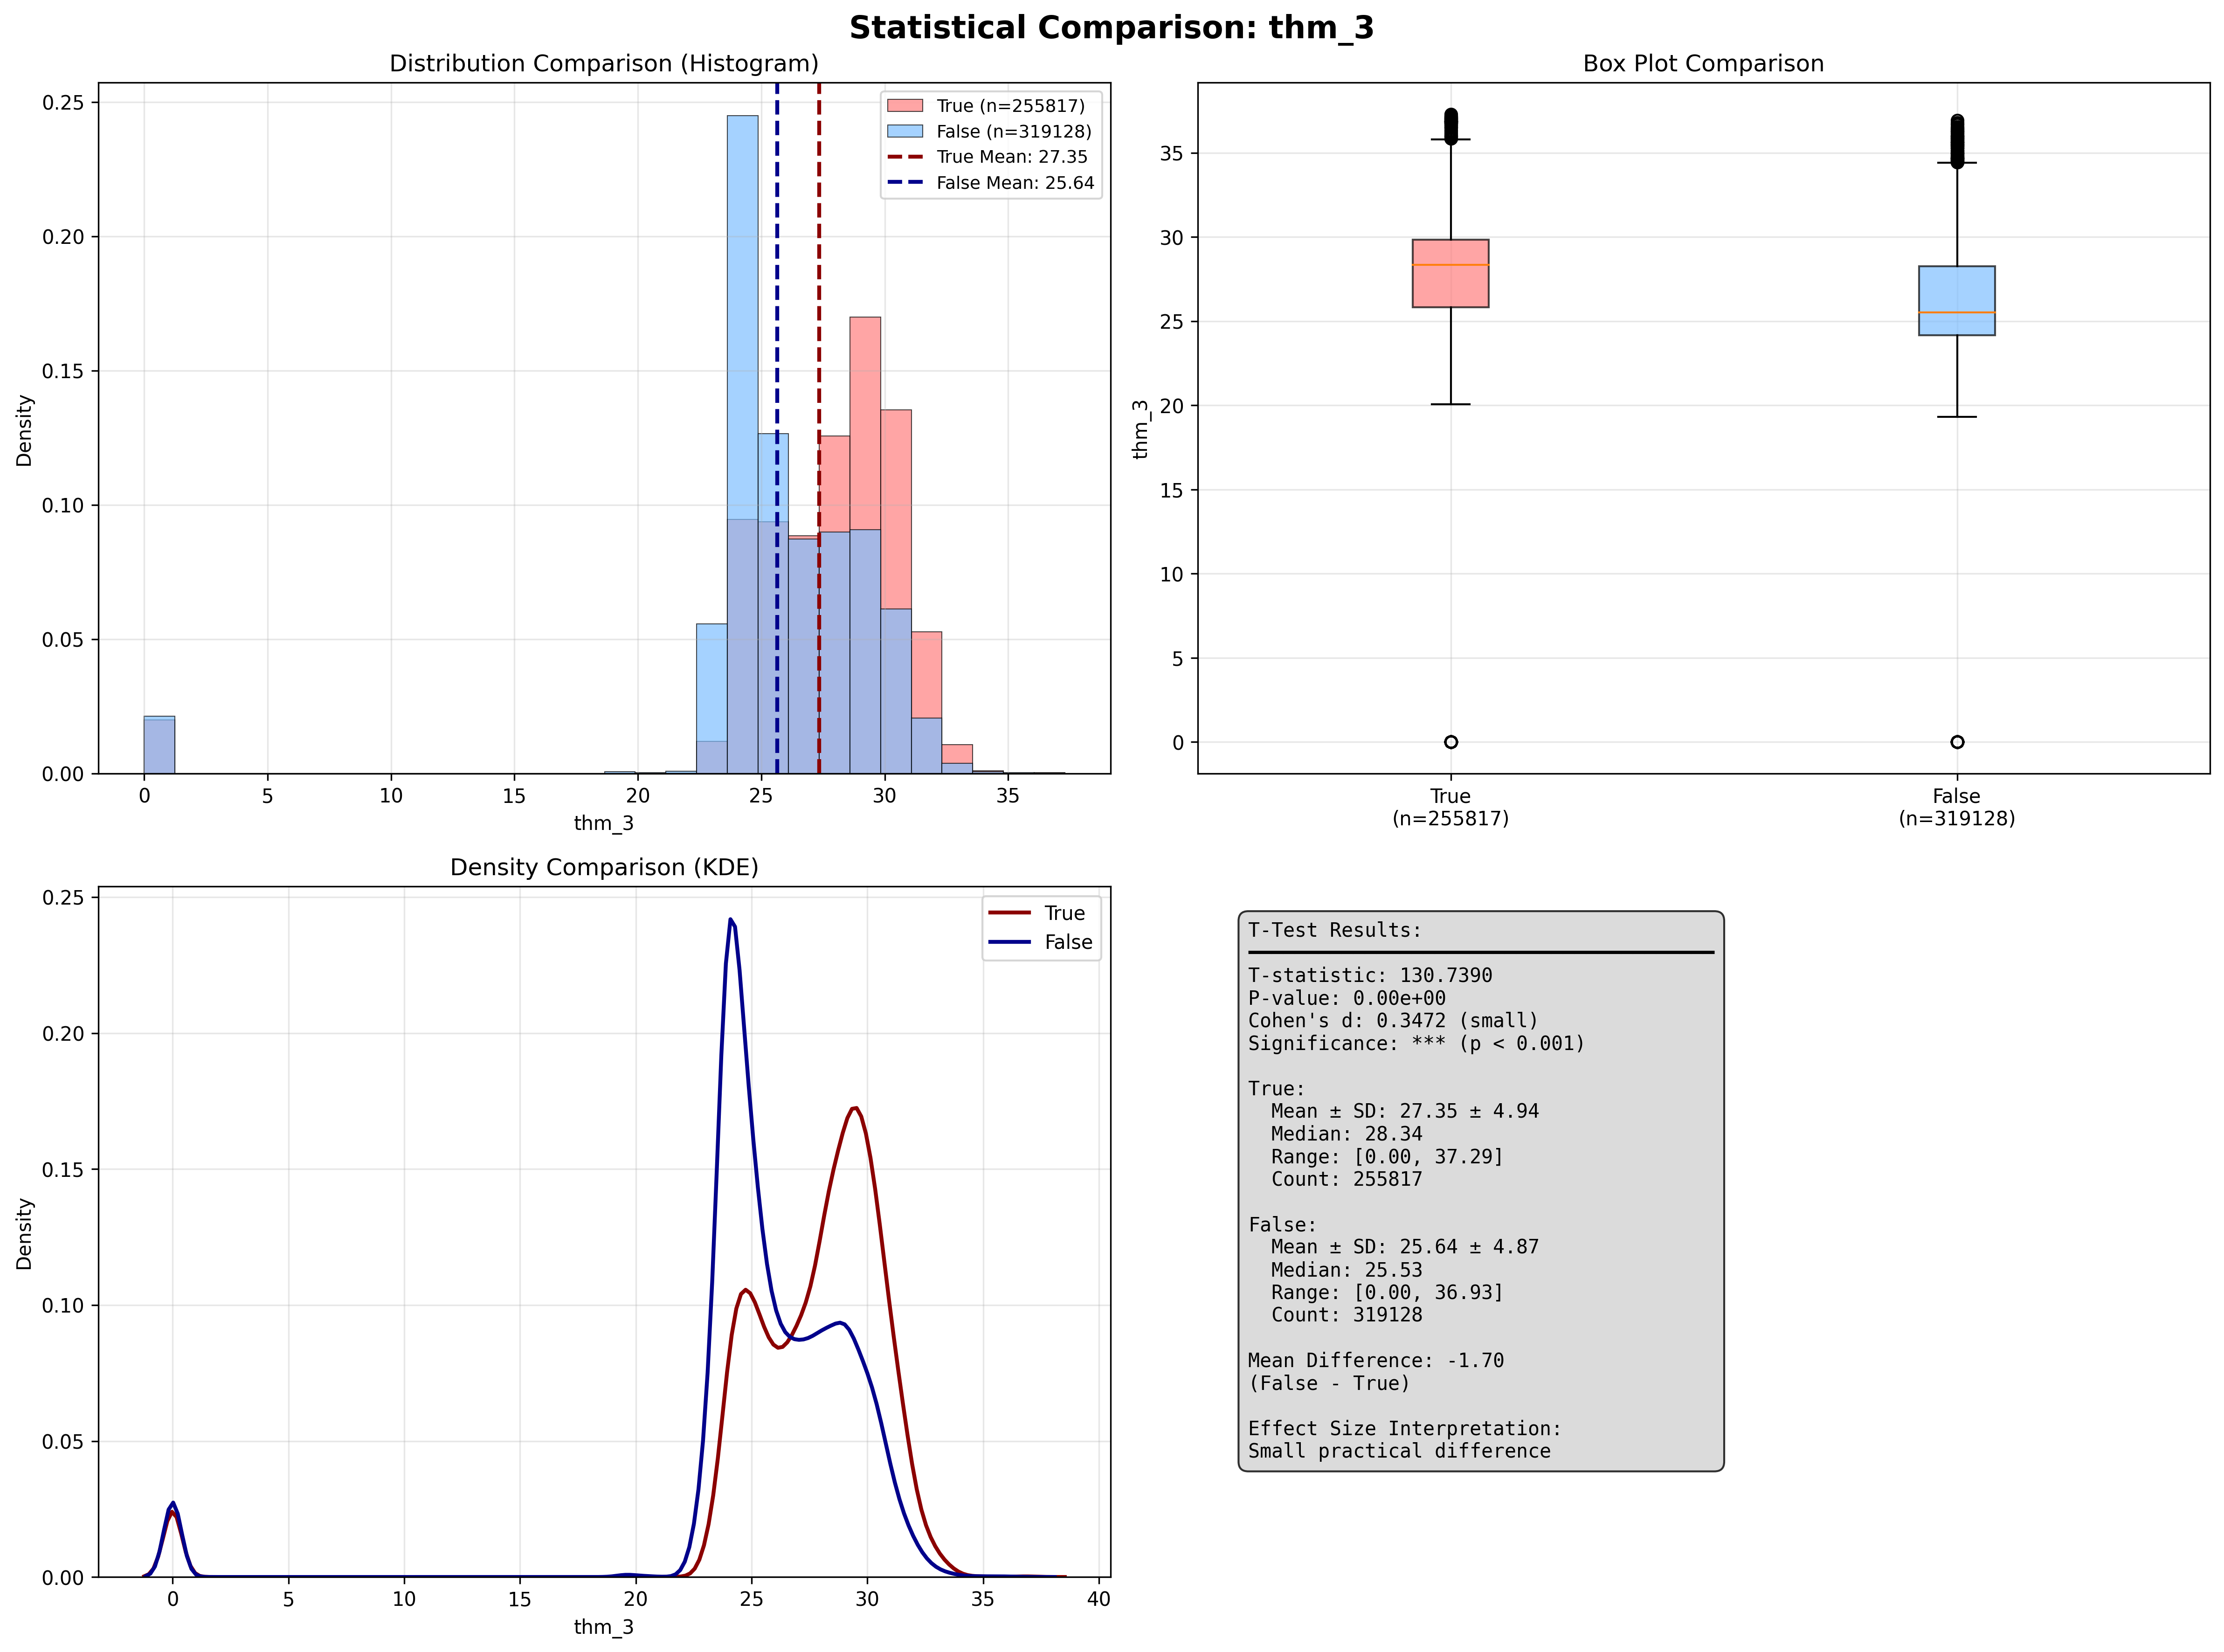 Statistical Comparison: thm_3
Distribution Comparison (Histogram)
0.25
0.20
0.15
0.10
0.05
0.00
Density
0 5 10 15 20 25 30 35
thm_3
True (n=255817)
False (n=319128)
True Mean: 27.35
False Mean: 25.64
Box Plot Comparison
35
30
25
20
15
10
5
0
thm_3
True
(n=255817)
False
(n=319128)
Density Comparison (KDE)
0.25
0.20
0.15
0.10
0.05
0.00
Density
0 5 10 15 20 25 30 35 40
thm_3
True
False
T-Test Results:
T-statistic: 130.7390
P-value: 0.00e+00
Cohen's d: 0.3472 (small)
Significance: *** (p < 0.001)
True:
Mean ± SD: 27.35 ± 4.94
Median: 28.34
Range: [0.00, 37.29]
Count: 255817
False:
Mean ± SD: 25.64 ± 4.87
Median: 25.53
Range: [0.00, 36.93]
Count: 319128
Mean Difference: -1.70
(False - True)
Effect Size Interpretation:
Small practical difference